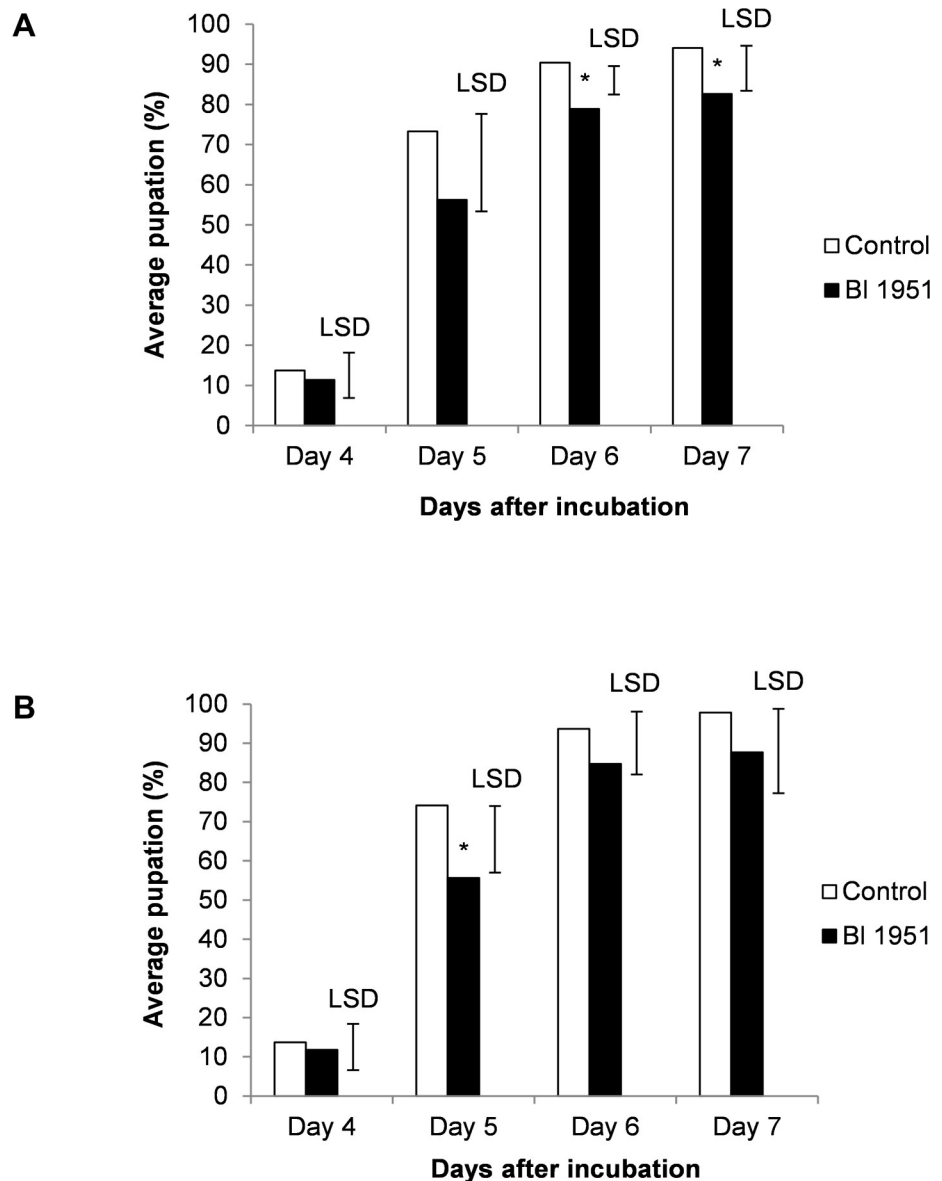 A
Average pupation (%)
100
90
80
70
60
50
40
30
20
10
0
LSD
LSD
LSD
LSD
*
*
Day 4 Day 5 Day 6 Day 7
Days after incubation
Control
BI 1951
B
Average pupation (%)
100
90
80
70
60
50
40
30
20
10
0
LSD
LSD
LSD
LSD
*
Day 4 Day 5 Day 6 Day 7
Days after incubation
Control
BI 1951